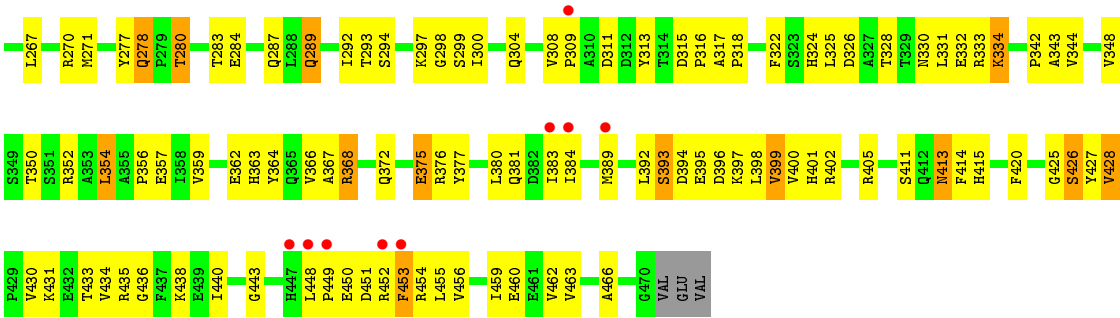 L267 R270 M271 Y277 Q278 P279 T280 T283 E284 Q287 L288 Q289 I292 T293 S294 K297 G298 S299 I300 Q304 V308 P309 A310 D311 D312 Y313 T314 D315 P316 A317 P318 F322 S323 H324 L325 D326 A327 T328 T329 N330 L331 E332 R333 K334 P342 A343 V344 V348
S349 T350 S351 R352 A353 L354 A355 P356 E357 I358 V359 E362 H363 Y364 Q365 V366 A367 R368 Q372 E375 R376 Y377 L380 Q381 D382 I383 I384 M389 L392 S393 D394 E395 D396 K397 L398 V399 V400 H401 R402 R405 S411 Q412 N413 F414 H415 F420 G425 S426 Y427 V428
P429 V430 K431 E432 T433 V434 R435 G436 F437 K438 E439 I440 G443 H447 L448 P449 E450 D451 R452 F453 R454 L455 V456 I459 E460 E461 V462 V463 A466 G470 VAL GLU VAL